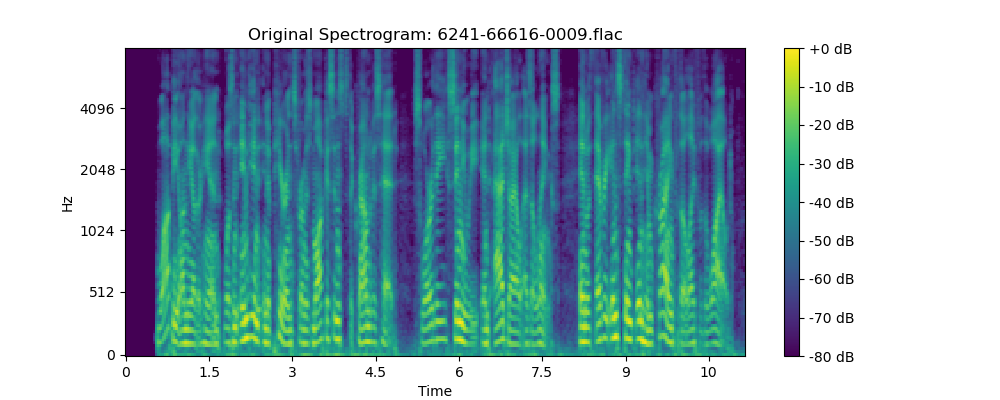 Original Spectrogram: 6241-66616-0009.flac
Hz
4096
2048
1024
512
0
0 1.5 3 4.5 6 7.5 9 10
Time
+0 dB
-10 dB
-20 dB
-30 dB
-40 dB
-50 dB
-60 dB
-70 dB
-80 dB